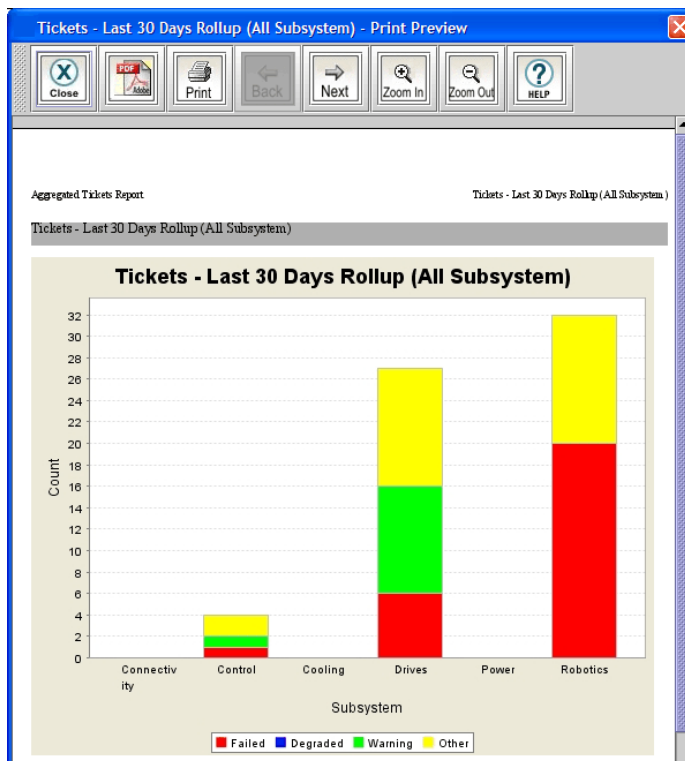 Tickets - Last 30 Days Rollup (All Subsystem) - Print Preview
X
Close
PDF
Adobe
Print
Back
Next
Zoom In
Zoom Out
?
HELP
Aggregated Tickets Report
Tickets - Last 30 Days Rollup (All Subsystem )
Tickets - Last 30 Days Rollup (All Subsystem)
Tickets - Last 30 Days Rollup (All Subsystem)
32
30
28
26
24
22
20
18
16
14
12
10
8
6
4
2
0
Count
Connectiv
ity
Control
Cooling
Drives
Power
Robotics
Subsystem
Failed Degraded Warning Other